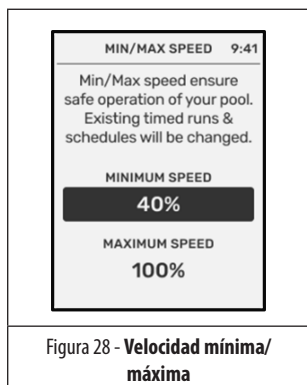 MIN/MAX SPEED 9:41
Min/Max speed ensure
safe operation of your pool.
Existing timed runs &
schedules will be changed.
MINIMUM SPEED
40%
MAXIMUM SPEED
100%
Figura 28 - Velocidad mínima/
máxima